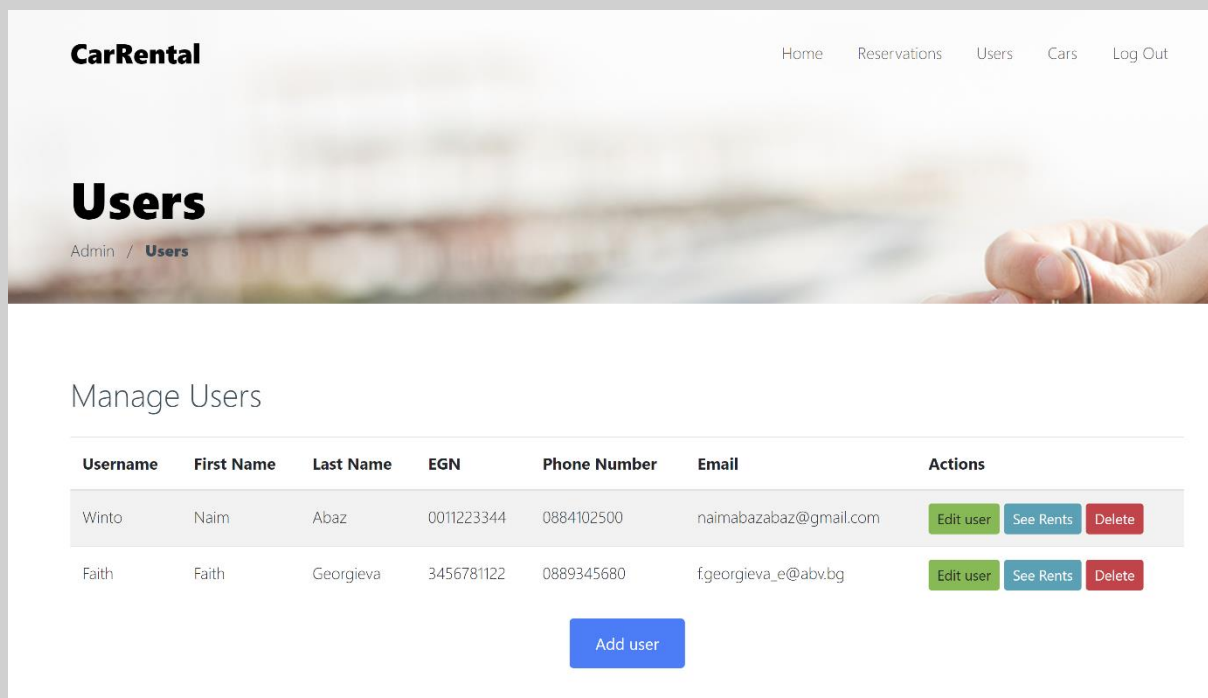 CarRental Home Reservations Users Cars Log Out
Users
Admin / Users
Manage Users
Username First Name Last Name EGN Phone Number Email Actions
Winto Naim Abaz 0011223344 0884102500 naimabazabaz@gmail.com Edit user See Rents Delete
Faith Faith Georgieva 3456781122 0889345680 f.georgieva_e@abv.bg Edit user See Rents Delete
Add user